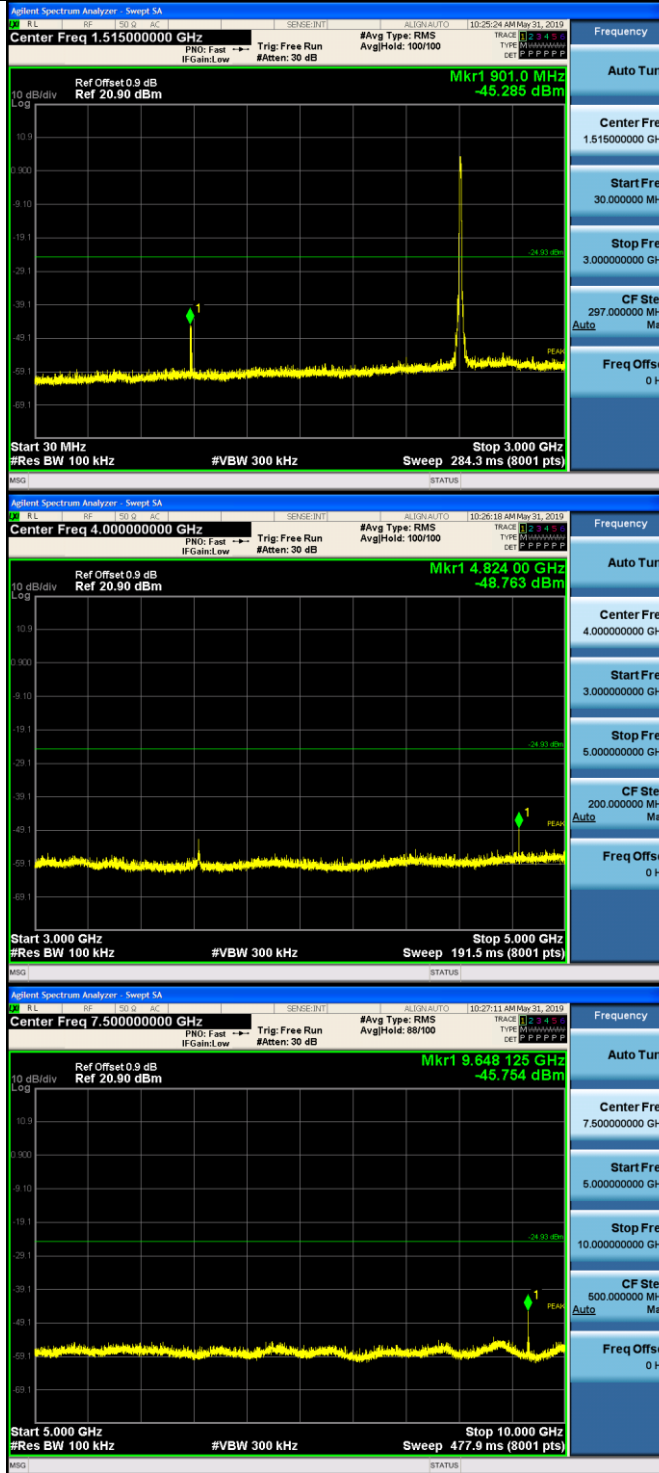 Agilent Spectrum Analyzer - Swept SA
RL RF 50 Ω AC SENSE:INT ALIGNAUTO 10:25:24 AM May 31, 2019
Center Freq 1.515000000 GHz #Avg Type: RMS TRACE 1 2 3 4 5 6 Frequency
PNO: Fast Trig: Free Run Avg|Hold: 100/100 TYPE M
IFGain:Low #Atten: 30 dB DET P P P P P P
Auto Tun
Mkr1 901.0 MHz
Ref Offset 0.9 dB
10 dB/div Ref 20.90 dBm -45.285 dBm
Log
Center Fre
1.515000000 GH
10.9
0.900
Start Fre
30.000000 MH
-9.10
-19.1
Stop Fre
3.000000000 GH
-24.93 dBm
-29.1
CF Ste
297.000000 MH
Auto Ma
-39.1
1
-49.1
PEAK
Freq Offse
0 H
-59.1
-69.1
Start 30 MHz Stop 3.000 GHz
#Res BW 100 kHz #VBW 300 kHz Sweep 284.3 ms (8001 pts)
MSG STATUS
Agilent Spectrum Analyzer - Swept SA
RL RF 50 Ω AC SENSE:INT ALIGNAUTO 10:26:18 AM May 31, 2019
Center Freq 4.000000000 GHz #Avg Type: RMS TRACE 1 2 3 4 5 6 Frequency
PNO: Fast Trig: Free Run Avg|Hold: 100/100 TYPE M
IFGain:Low #Atten: 30 dB DET P P P P P P
Auto Tun
Mkr1 4.824 00 GHz
Ref Offset 0.9 dB
10 dB/div Ref 20.90 dBm -48.763 dBm
Log
Center Fre
4.000000000 GH
10.9
0.900
Start Fre
3.000000000 GH
-9.10
-19.1
Stop Fre
5.000000000 GH
-24.93 dBm
-29.1
CF Ste
200.000000 MH
Auto Ma
-39.1
1
-49.1
PEAK
Freq Offse
0 H
-59.1
-69.1
Start 3.000 GHz Stop 5.000 GHz
#Res BW 100 kHz #VBW 300 kHz Sweep 191.5 ms (8001 pts)
MSG STATUS
Agilent Spectrum Analyzer - Swept SA
RL RF 50 Ω AC SENSE:INT ALIGNAUTO 10:27:11 AM May 31, 2019
Center Freq 7.500000000 GHz #Avg Type: RMS TRACE 1 2 3 4 5 6 Frequency
PNO: Fast Trig: Free Run Avg|Hold: 88/100 TYPE M
IFGain:Low #Atten: 30 dB DET P P P P P P
Auto Tun
Mkr1 9.648 125 GHz
Ref Offset 0.9 dB
10 dB/div Ref 20.90 dBm -45.754 dBm
Log
Center Fre
7.500000000 GH
10.9
0.900
Start Fre
5.000000000 GH
-9.10
-19.1
Stop Fre
10.000000000 GH
-24.93 dBm
-29.1
CF Ste
500.000000 MH
Auto Ma
-39.1
1
PEAK
-49.1
Freq Offse
0 H
-59.1
-69.1
Start 5.000 GHz Stop 10.000 GHz
#Res BW 100 kHz #VBW 300 kHz Sweep 477.9 ms (8001 pts)
MSG STATUS